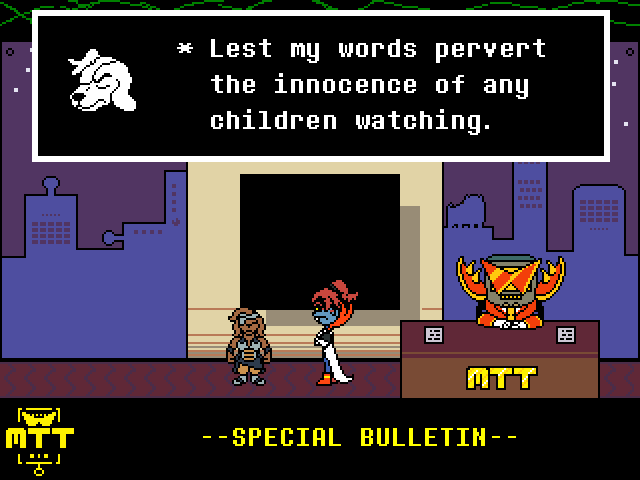 * Lest my words pervert
the innocence of any
children watching.
MTT
MTT
--SPECIAL BULLETIN--